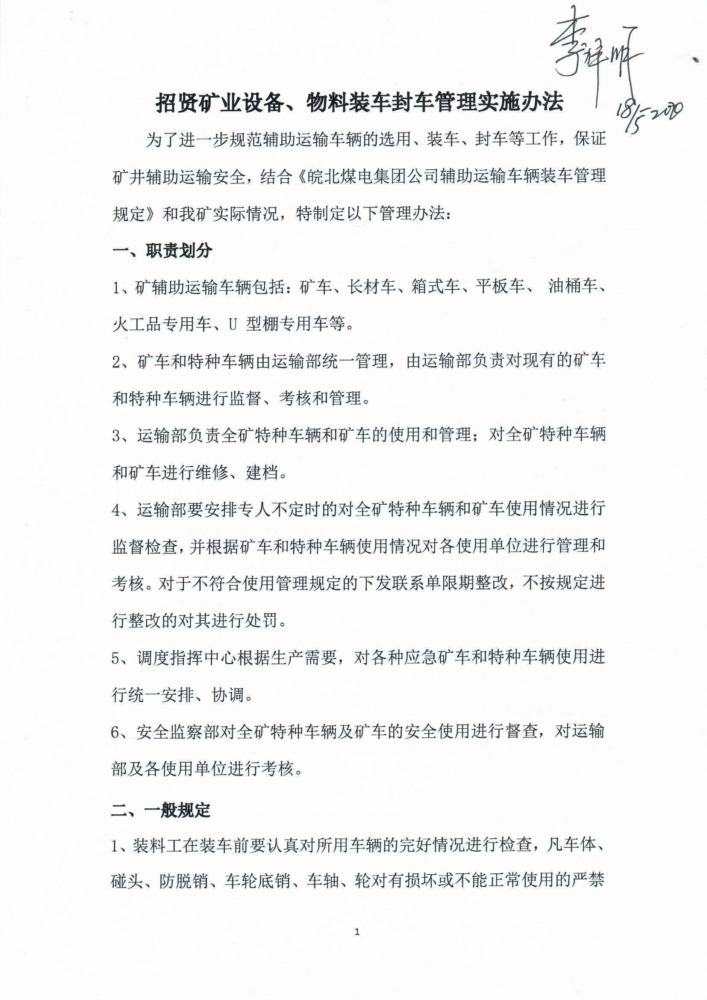 18/5-2020
招贤矿业设备、物料装车封车管理实施办法
为了进一步规范辅助运输车辆的选用、装车、封车等工作，保证
矿井辅助运输安全，结合《皖北煤电集团公司辅助运输车辆装车管理
规定》和我矿实际情况，特制定以下管理办法：
一、职责划分
1、矿辅助运输车辆包括：矿车、长材车、箱式车、平板车、 油桶车、
火工品专用车、U 型棚专用车等。
2、矿车和特种车辆由运输部统一管理，由运输部负责对现有的矿车
和特种车辆进行监督、考核和管理。
3、运输部负责全矿特种车辆和矿车的使用和管理；对全矿特种车辆
和矿车进行维修、建档。
4、运输部要安排专人不定时的对全矿特种车辆和矿车使用情况进行
监督检查，并根据矿车和特种车辆使用情况对各使用单位进行管理和
考核。对于不符合使用管理规定的下发联系单限期整改，不按规定进
行整改的对其进行处罚。
5、调度指挥中心根据生产需要，对各种应急矿车和特种车辆使用进
行统一安排、协调。
6、安全监察部对全矿特种车辆及矿车的安全使用进行督查，对运输
部及各使用单位进行考核。
二、一般规定
1、装料工在装车前要认真对所用车辆的完好情况进行检查，凡车体、
碰头、防脱销、车轮底销、车轴、轮对有损坏或不能正常使用的严禁
1